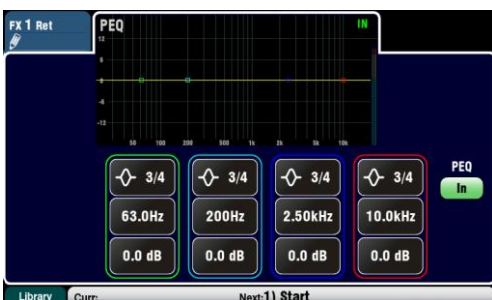 FX 1 Ret
PEQ
IN
12
6
0
-6
-12
50 100 200 500 1k 2k 5k 10k
3/4 3/4 3/4 3/4
63.0Hz 200Hz 2.50kHz 10.0kHz
0.0 dB 0.0 dB 0.0 dB 0.0 dB
PEQ
In
Library Curr: Next:1) Start